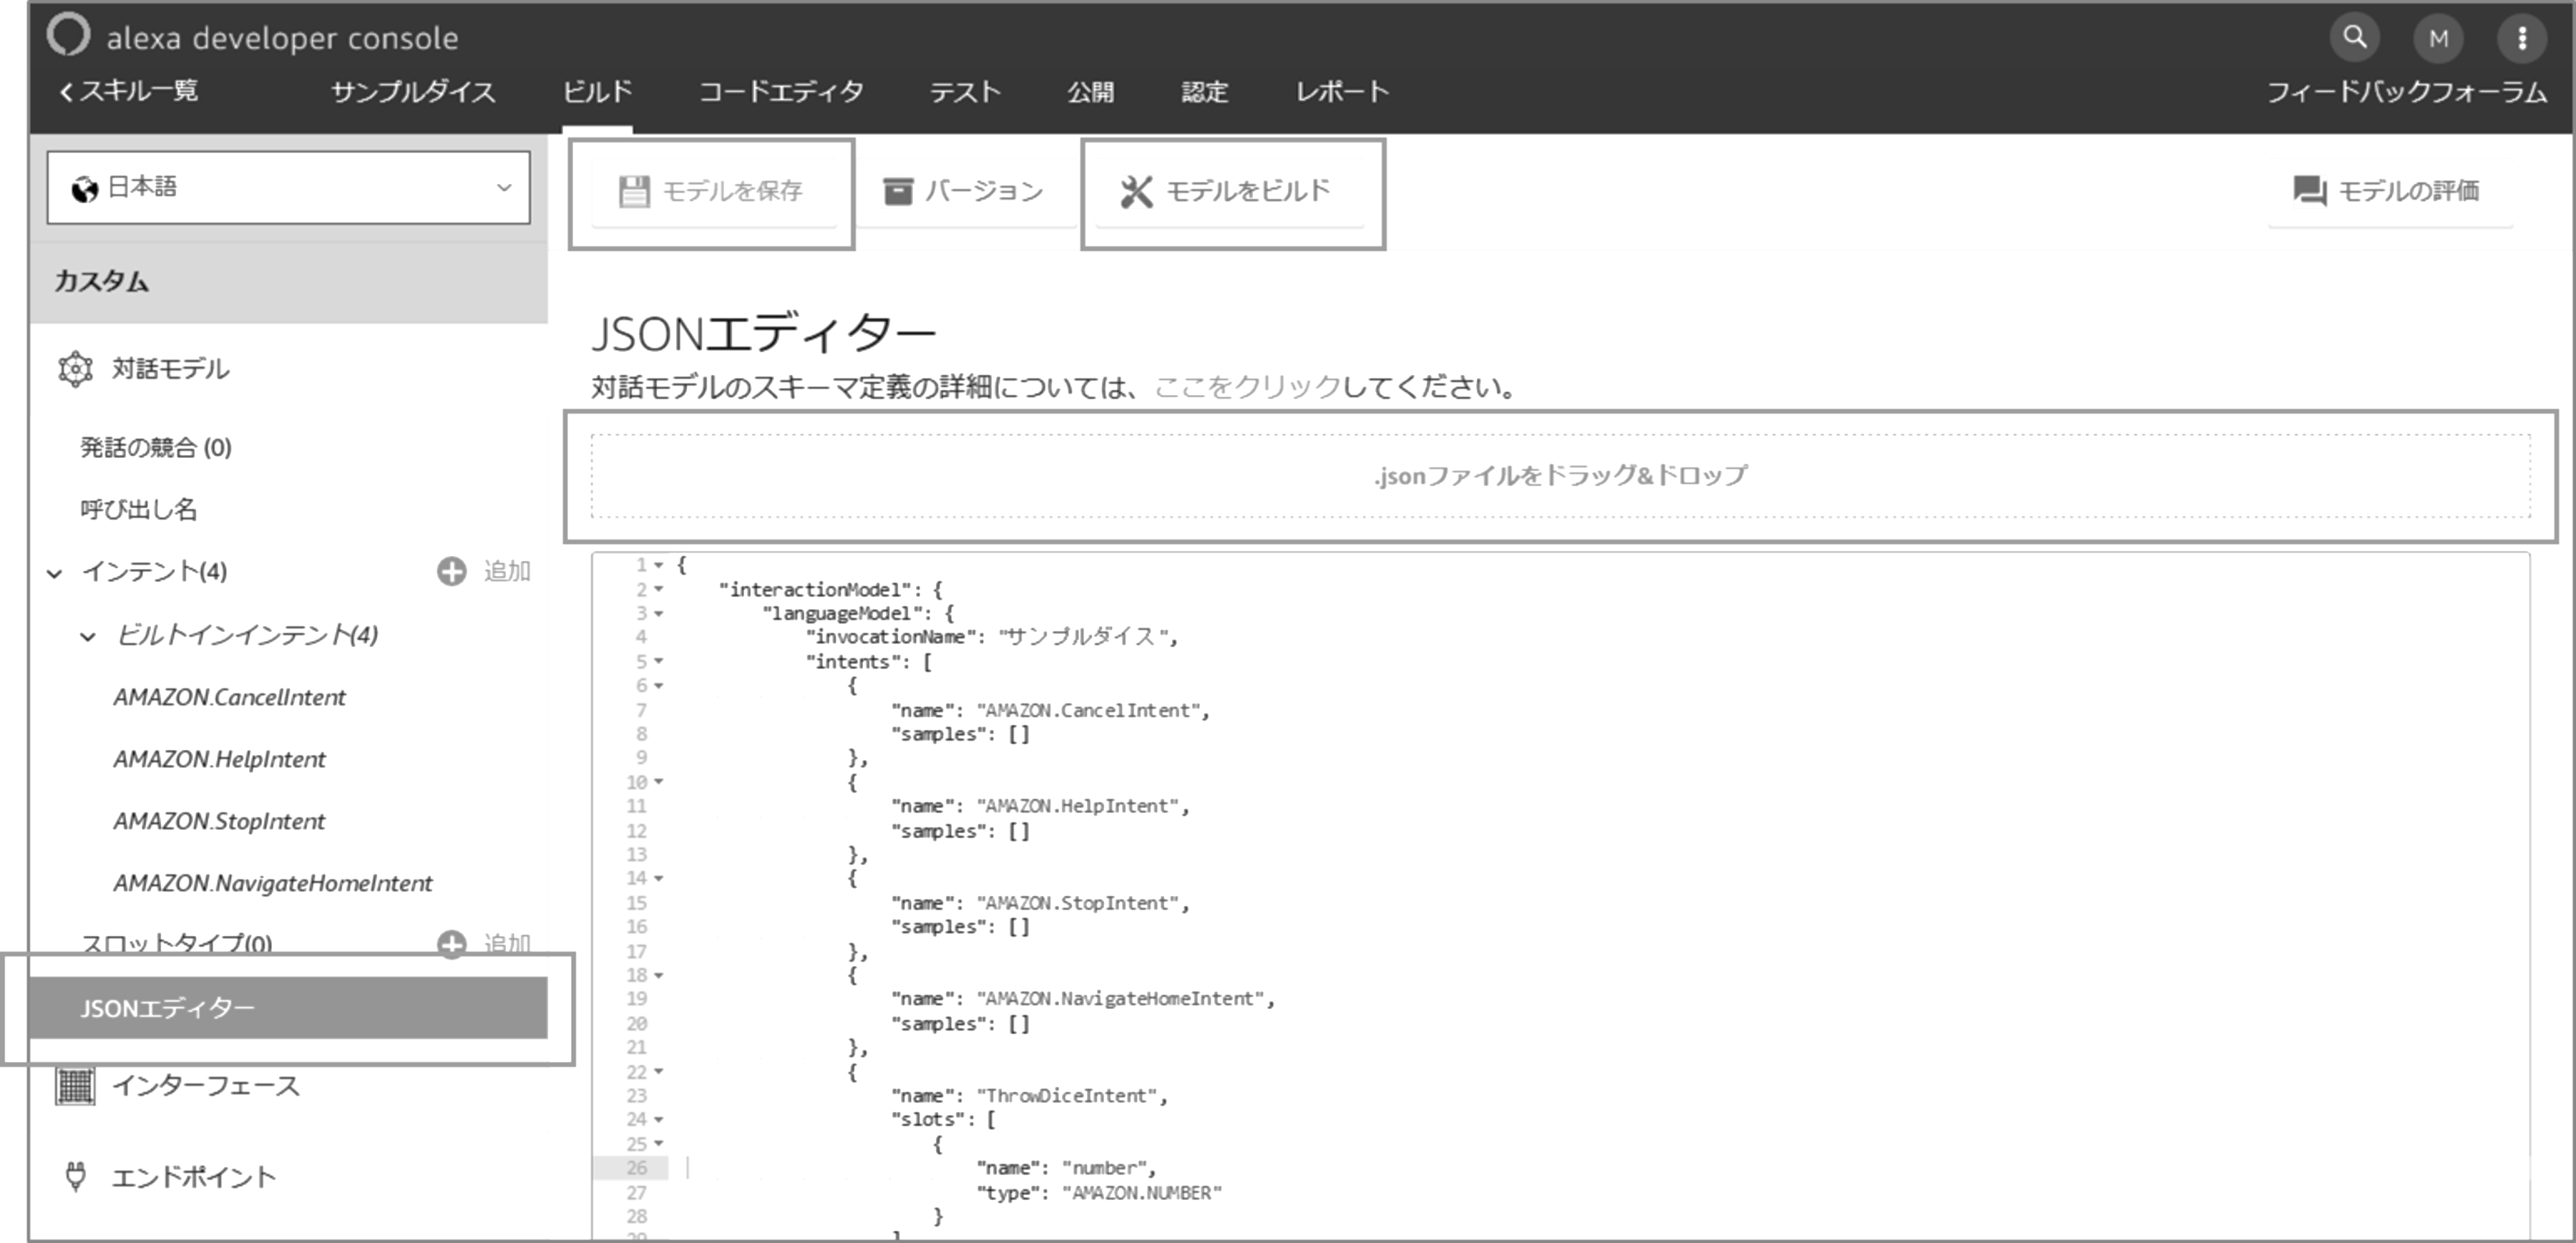 alexa developer console
M
スキル一覧 サンプルダイス ビルド コードエディタ テスト 公開 認定 レポート フィードバックフォーラム
日本語
モデルを保存 バージョン モデルをビルド モデルの評価
カスタム
対話モデル
発話の競合 (0)
呼び出し名
インテント(4) 追加
ビルトインインテント(4)
AMAZON.CancelIntent
AMAZON.HelpIntent
AMAZON.StopIntent
AMAZON.NavigateHomeIntent
スロットタイプ(0) 追加
JSONエディター
インターフェース
エンドポイント
JSONエディター
対話モデルのスキーマ定義の詳細については、ここをクリックしてください。
.jsonファイルをドラッグ&ドロップ
1 {
2 "interactionModel": {
3 "languageModel": {
4 "invocationName": "サンプルダイス",
5 "intents": [
6 {
7 "name": "AMAZON.CancelIntent",
8 "samples": []
9 },
10 {
11 "name": "AMAZON.HelpIntent",
12 "samples": []
13 },
14 {
15 "name": "AMAZON.StopIntent",
16 "samples": []
17 },
18 {
19 "name": "AMAZON.NavigateHomeIntent",
20 "samples": []
21 },
22 {
23 "name": "ThrowDiceIntent",
24 "slots": [
25 {
26 "name": "number",
27 "type": "AMAZON.NUMBER"
28 }
29 ]